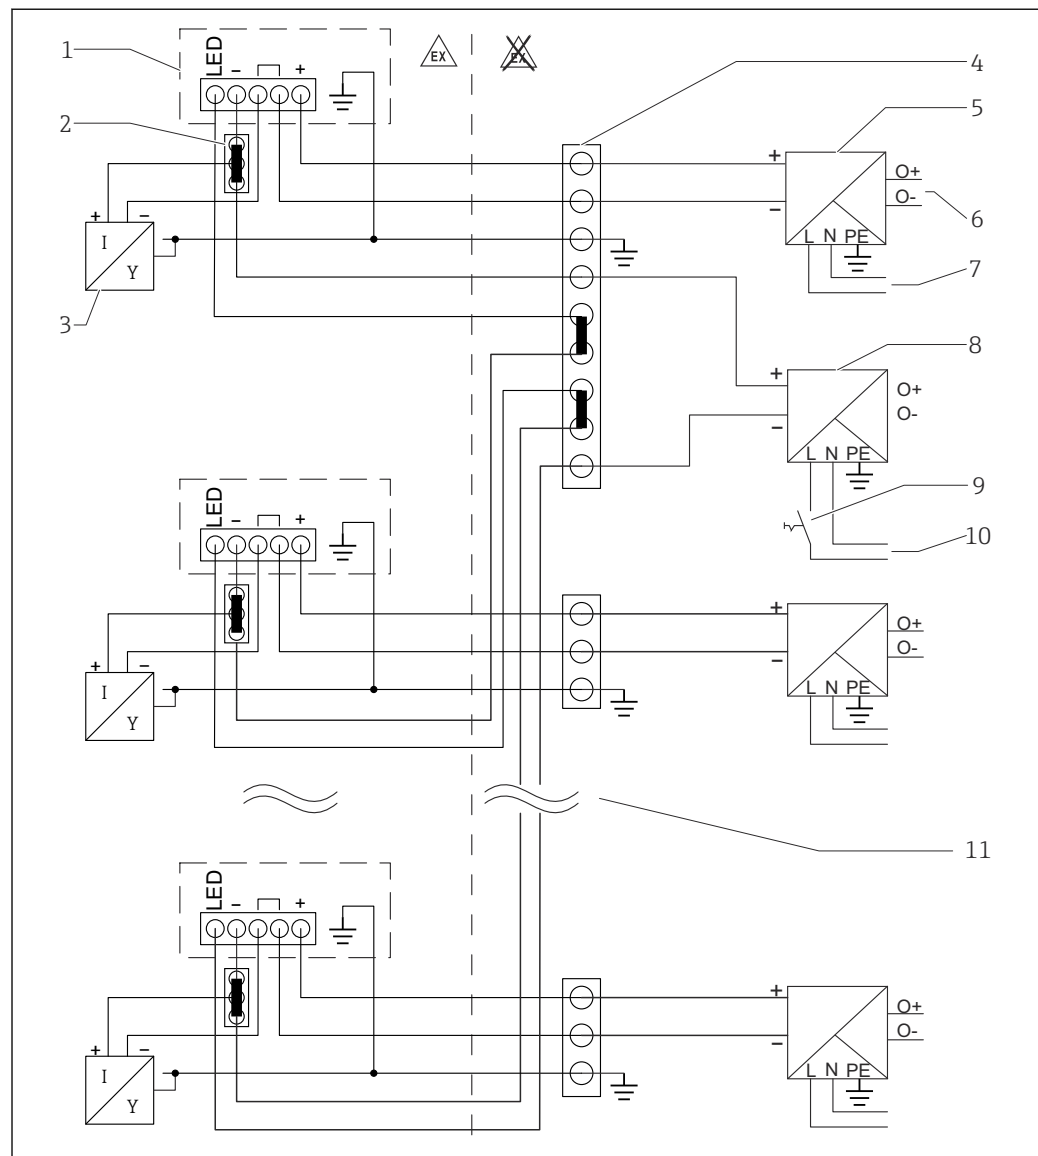 1
LED
-
+
EX
EX
4
2
5
+
-
O+
O-
6
L N PE
7
+
-
I
Y
3
8
+
-
O+
O-
L N PE
9
10
LED
-
+
+
-
O+
O-
L N PE
+
-
I
Y
11
LED
-
+
+
-
O+
O-
L N PE
+
-
I
Y